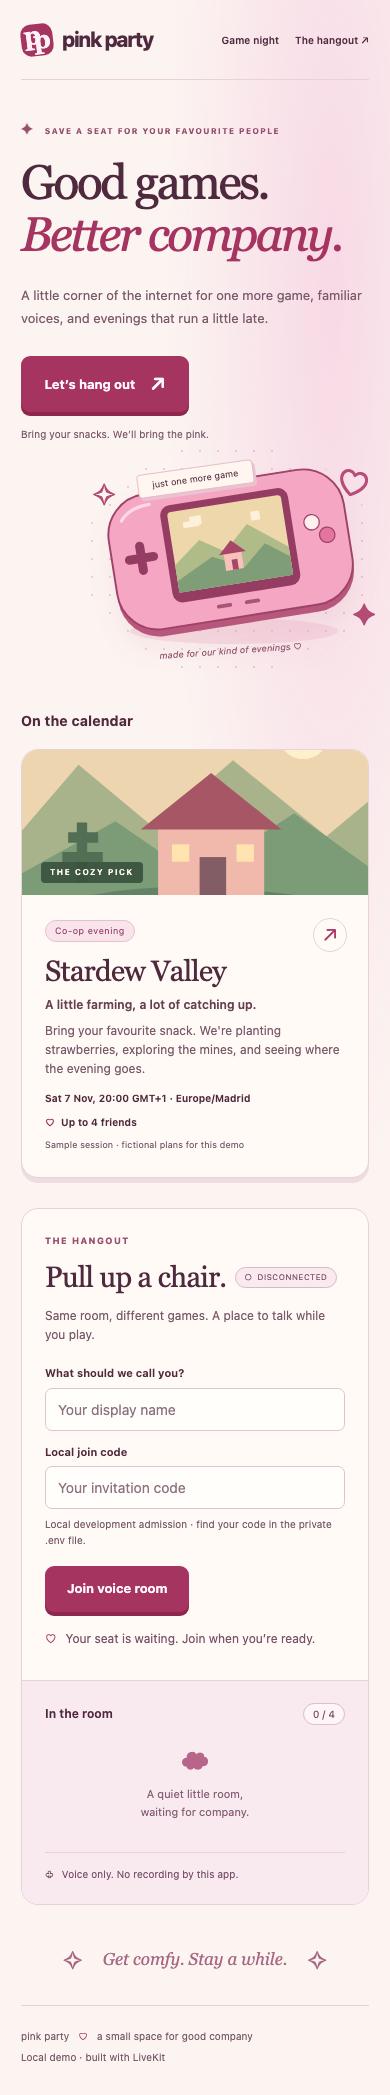 pp pink party
Game night The hangout ↗
SAVE A SEAT FOR YOUR FAVOURITE PEOPLE
Good games.
Better company.
A little corner of the internet for one more game, familiar
voices, and evenings that run a little late.
Let's hang out
Bring your snacks. We'll bring the pink.
just one more game
made for our kind of evenings ♡
On the calendar
THE COZY PICK
Co-op evening
Stardew Valley
A little farming, a lot of catching up.
Bring your favourite snack. We're planting
strawberries, exploring the mines, and seeing where
the evening goes.
Sat 7 Nov, 20:00 GMT+1 · Europe/Madrid
Up to 4 friends
Sample session · fictional plans for this demo
THE HANGOUT
Pull up a chair.
DISCONNECTED
Same room, different games. A place to talk while
you play.
What should we call you?
Your display name
Local join code
Your invitation code
Local development admission · find your code in the private
.env file.
Join voice room
Your seat is waiting. Join when you're ready.
In the room
0 / 4
A quiet little room,
waiting for company.
Voice only. No recording by this app.
Get comfy. Stay a while.
pink party ♡ a small space for good company
Local demo · built with LiveKit